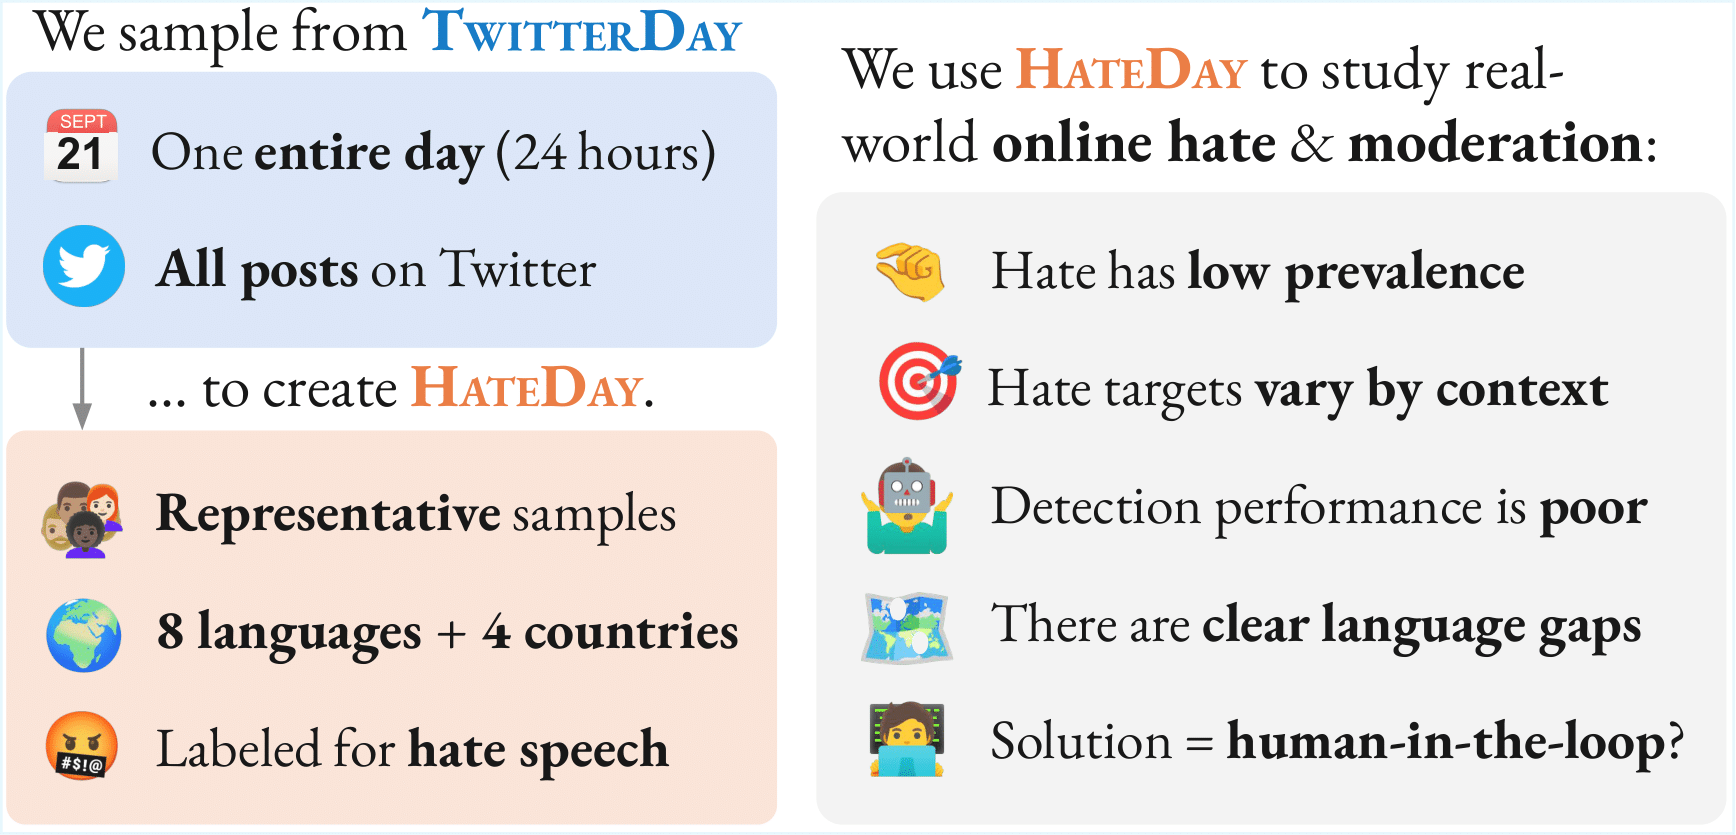 We sample from TWITTERDAY
SEPT
21
One entire day (24 hours)
All posts on Twitter
... to create HATEDAY.
Representative samples
8 languages + 4 countries
#$!@
Labeled for hate speech
We use HATEDAY to study real-
world online hate & moderation:
Hate has low prevalence
Hate targets vary by context
Detection performance is poor
There are clear language gaps
Solution = human-in-the-loop?